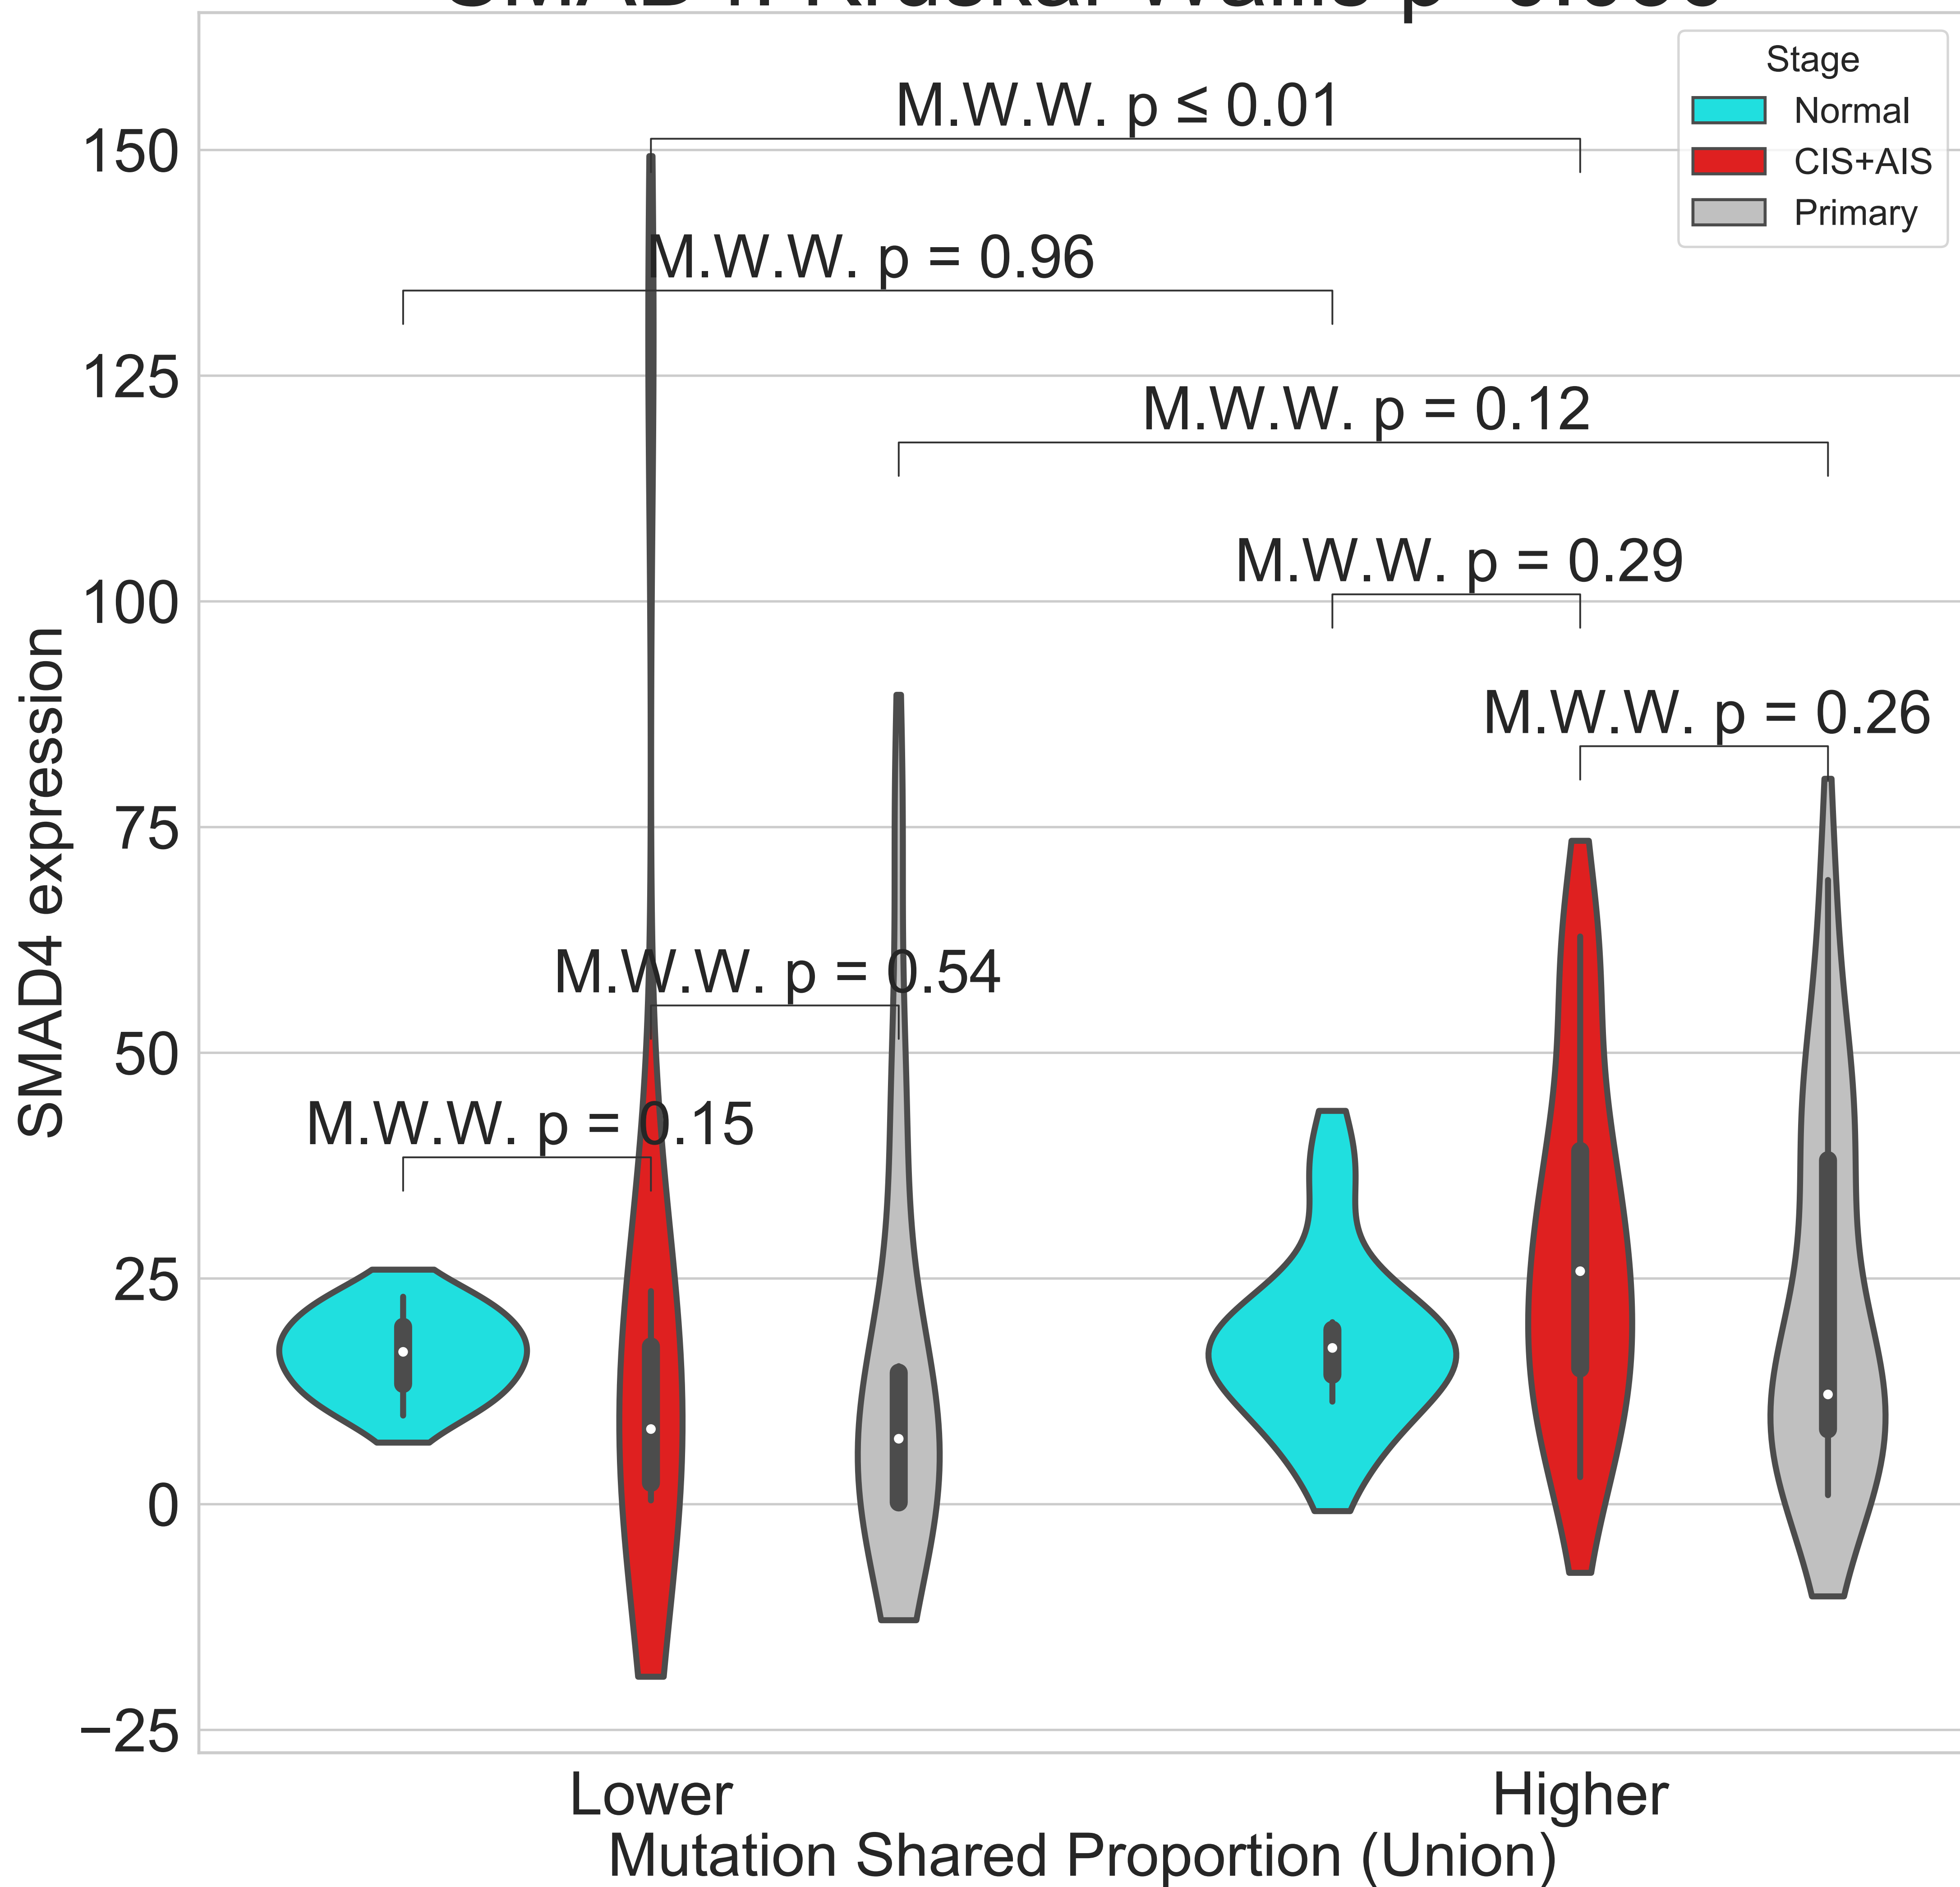 Stage
Normal
CIS+AIS
Primary
M.W.W. p ≤ 0.01
M.W.W. p = 0.96
M.W.W. p = 0.12
M.W.W. p = 0.29
M.W.W. p = 0.26
M.W.W. p = 0.54
M.W.W. p = 0.15
150
125
100
75
50
25
0
−25
SMAD4 expression
Lower
Higher
Mutation Shared Proportion (Union)